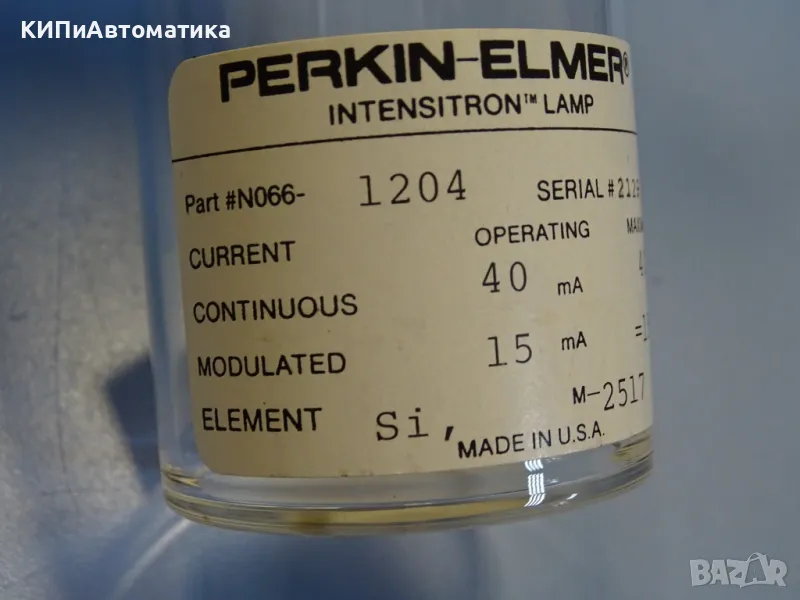 КИПиАвтоматика
PERKIN-ELMER®
INTENSITRON™ LAMP
Part #N066- 1204 SERIAL #
CURRENT OPERATING
CONTINUOUS 40 mA
MODULATED 15 mA
ELEMENT Si, M-2517
MADE IN U.S.A.
BAZAR